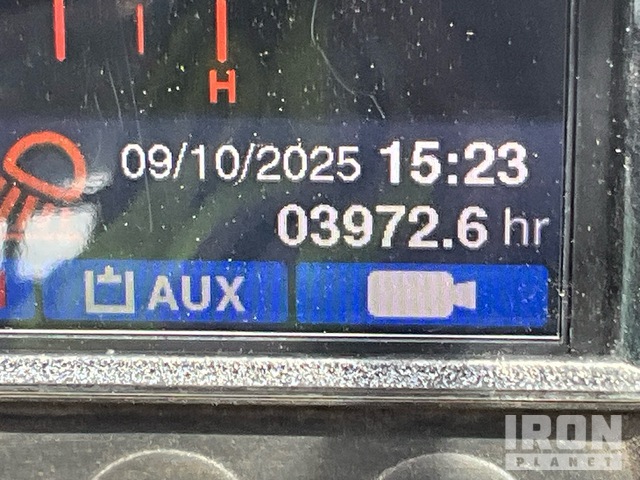 H
09/10/2025 15:23
03972.6 hr
AUX
IRON
PLANET